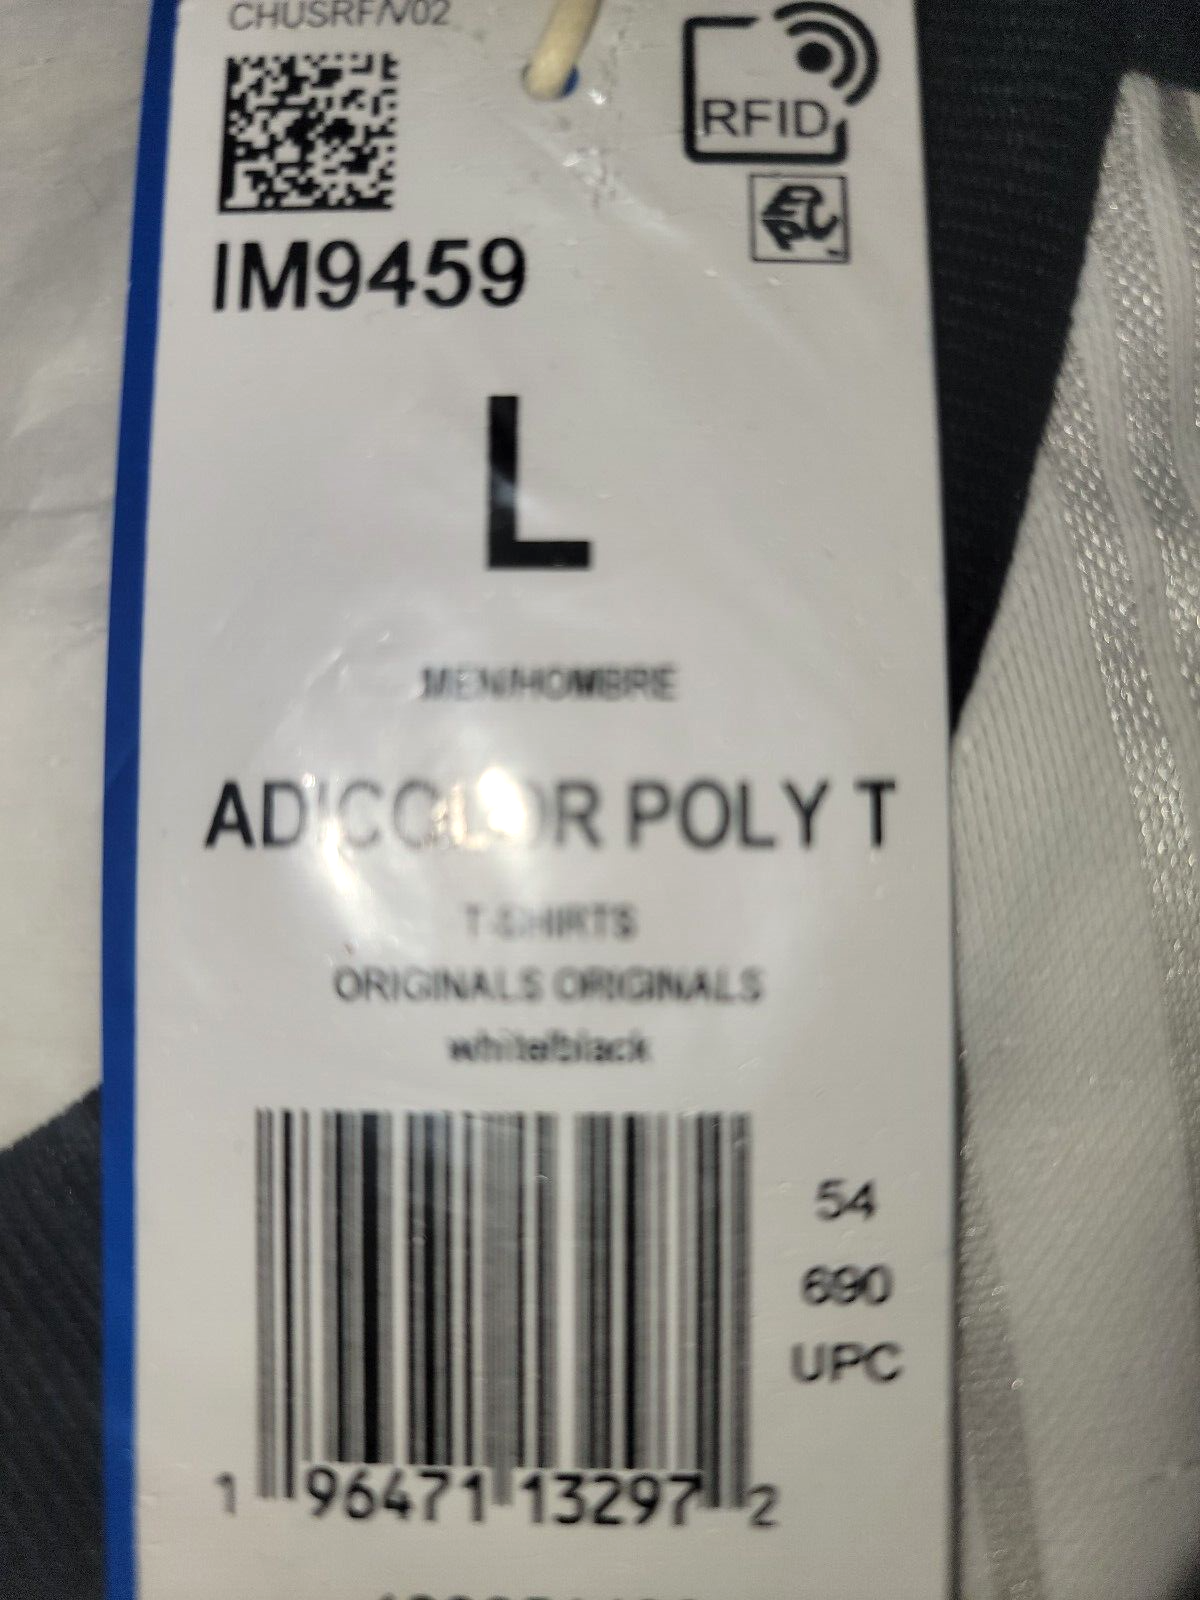 CHUSRF/V02
RFID
IM9459
L
MEN/HOMBRE
ADICOLOR POLY T
T-SHIRTS
ORIGINALS ORIGINALS
white/black
54
690
UPC
1 96471 13297 2